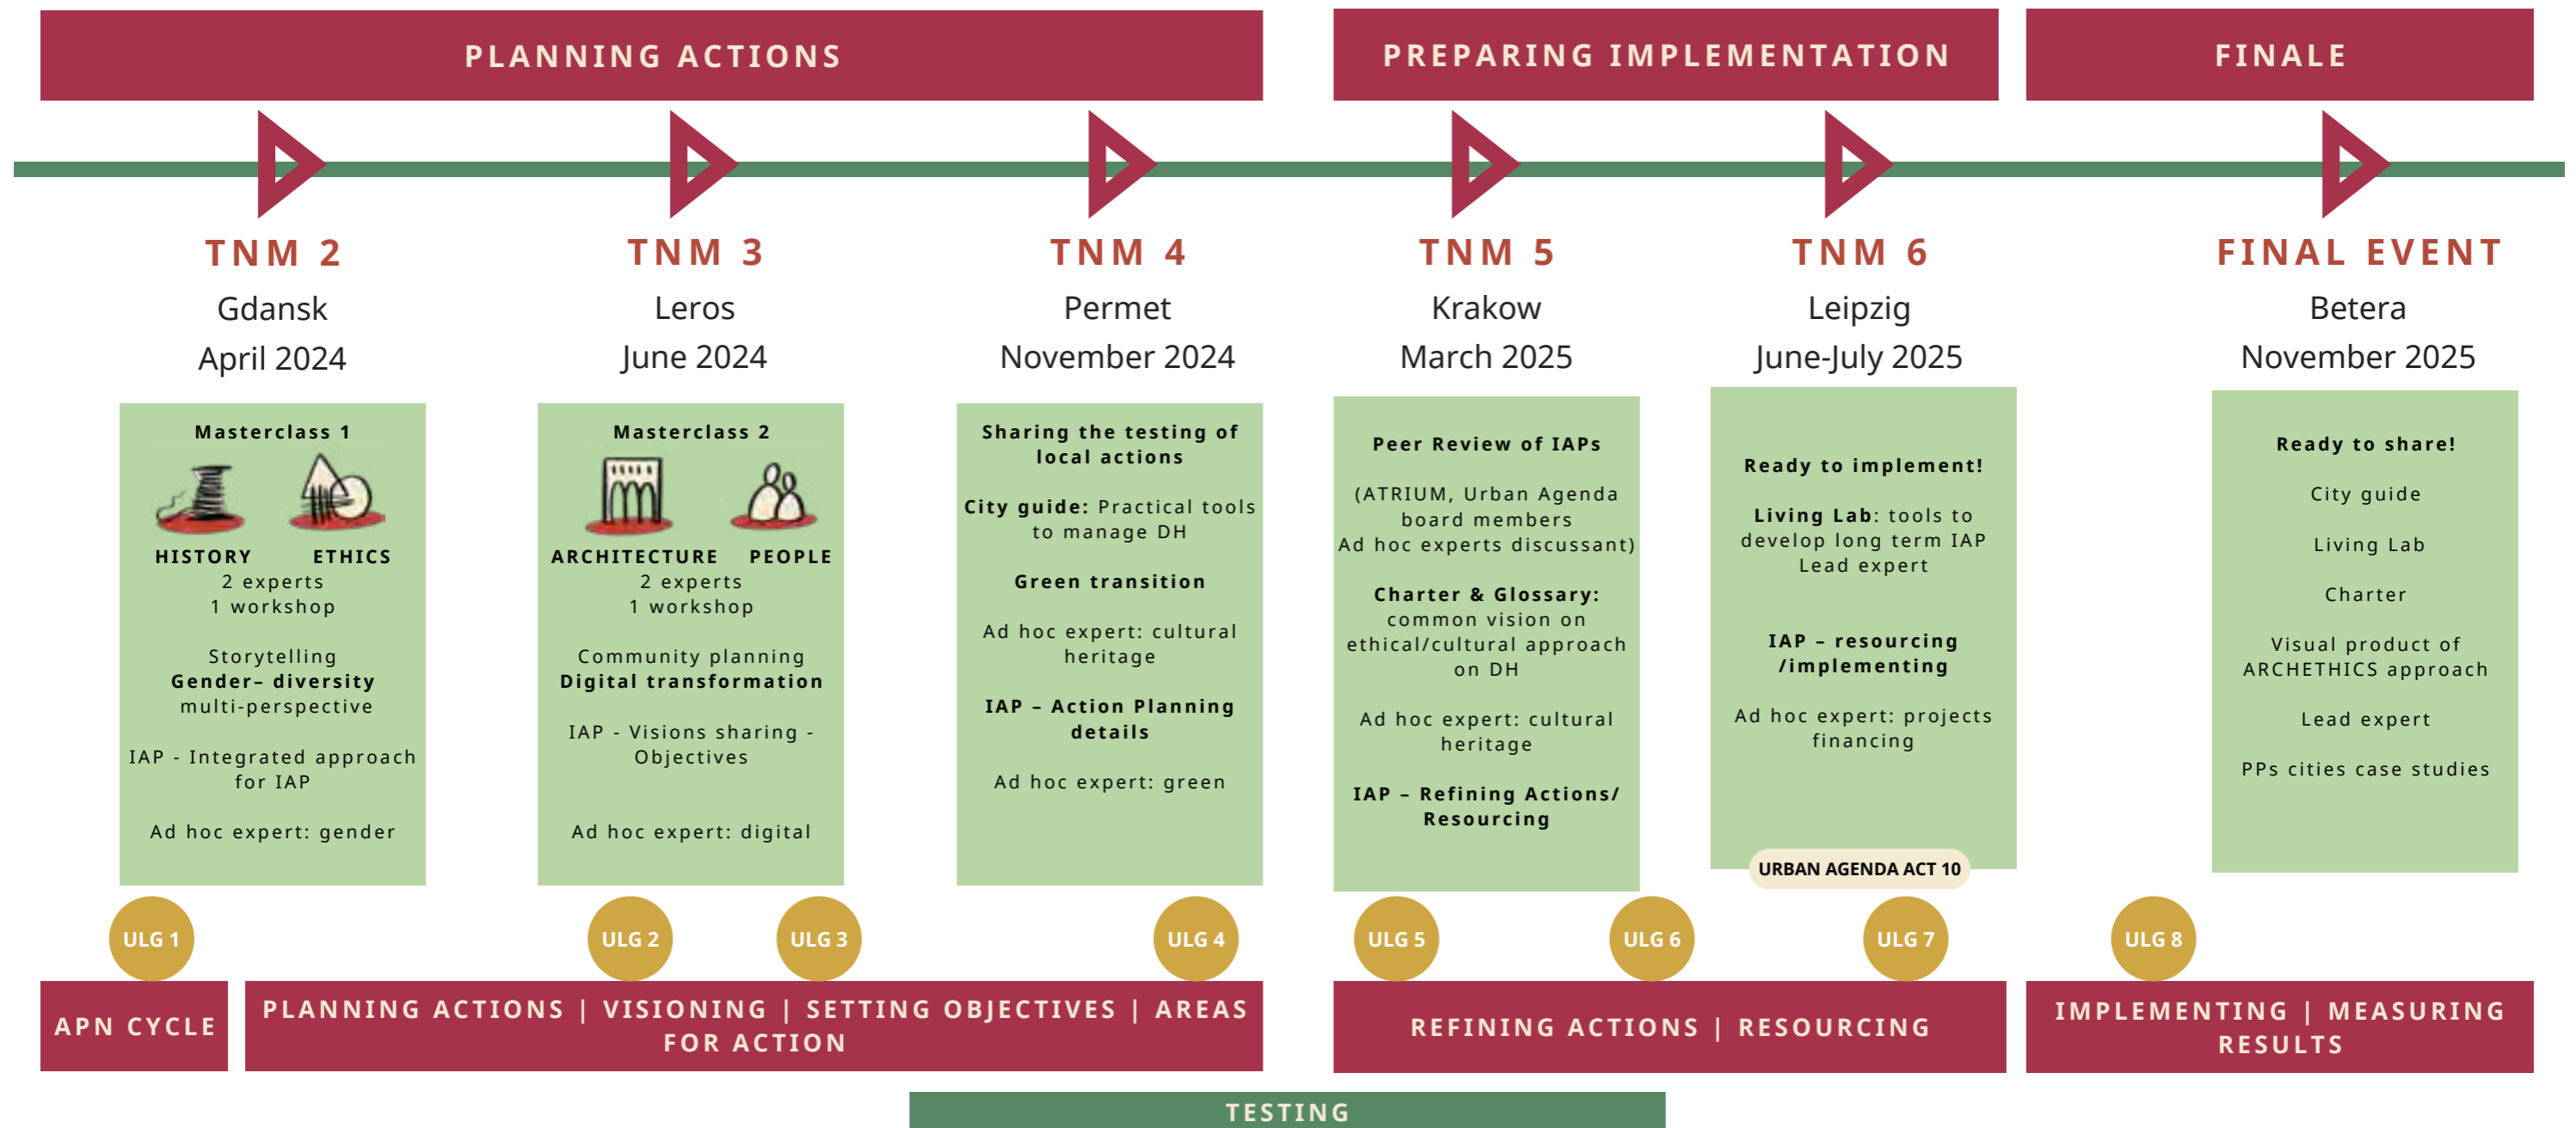 PLANNING ACTIONS
PREPARING IMPLEMENTATION
FINALE
TNM 2
Gdansk
April 2024
Masterclass 1
HISTORY ETHICS
2 experts
1 workshop
Storytelling
Gender– diversity
multi-perspective
IAP - Integrated approach
for IAP
Ad hoc expert: gender
TNM 3
Leros
June 2024
Masterclass 2
ARCHITECTURE PEOPLE
2 experts
1 workshop
Community planning
Digital transformation
IAP - Visions sharing -
Objectives
Ad hoc expert: digital
TNM 4
Permet
November 2024
Sharing the testing of
local actions
City guide: Practical tools
to manage DH
Green transition
Ad hoc expert: cultural
heritage
IAP – Action Planning
details
Ad hoc expert: green
TNM 5
Krakow
March 2025
Peer Review of IAPs
(ATRIUM, Urban Agenda
board members
Ad hoc experts discussant)
Charter & Glossary:
common vision on
ethical/cultural approach
on DH
Ad hoc expert: cultural
heritage
IAP – Refining Actions/
Resourcing
TNM 6
Leipzig
June-July 2025
Ready to implement!
Living Lab: tools to
develop long term IAP
Lead expert
IAP – resourcing
/implementing
Ad hoc expert: projects
financing
URBAN AGENDA ACT 10
FINAL EVENT
Betera
November 2025
Ready to share!
City guide
Living Lab
Charter
Visual product of
ARCHETHICS approach
Lead expert
PPs cities case studies
ULG 1
ULG 2
ULG 3
ULG 4
ULG 5
ULG 6
ULG 7
ULG 8
APN CYCLE
PLANNING ACTIONS | VISIONING | SETTING OBJECTIVES | AREAS
FOR ACTION
REFINING ACTIONS | RESOURCING
IMPLEMENTING | MEASURING
RESULTS
TESTING